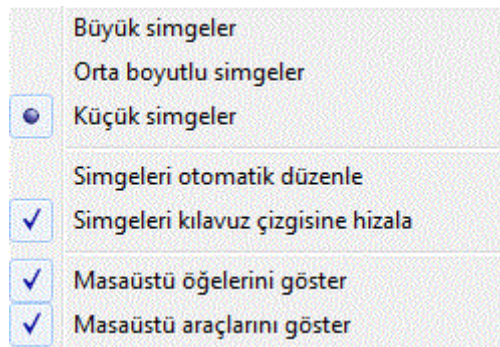 Büyük simgeler
Orta boyutlu simgeler
Küçük simgeler
Simgeleri otomatik düzenle
Simgeleri kılavuz çizgisine hizala
Masaüstü öğelerini göster
Masaüstü araçlarını göster